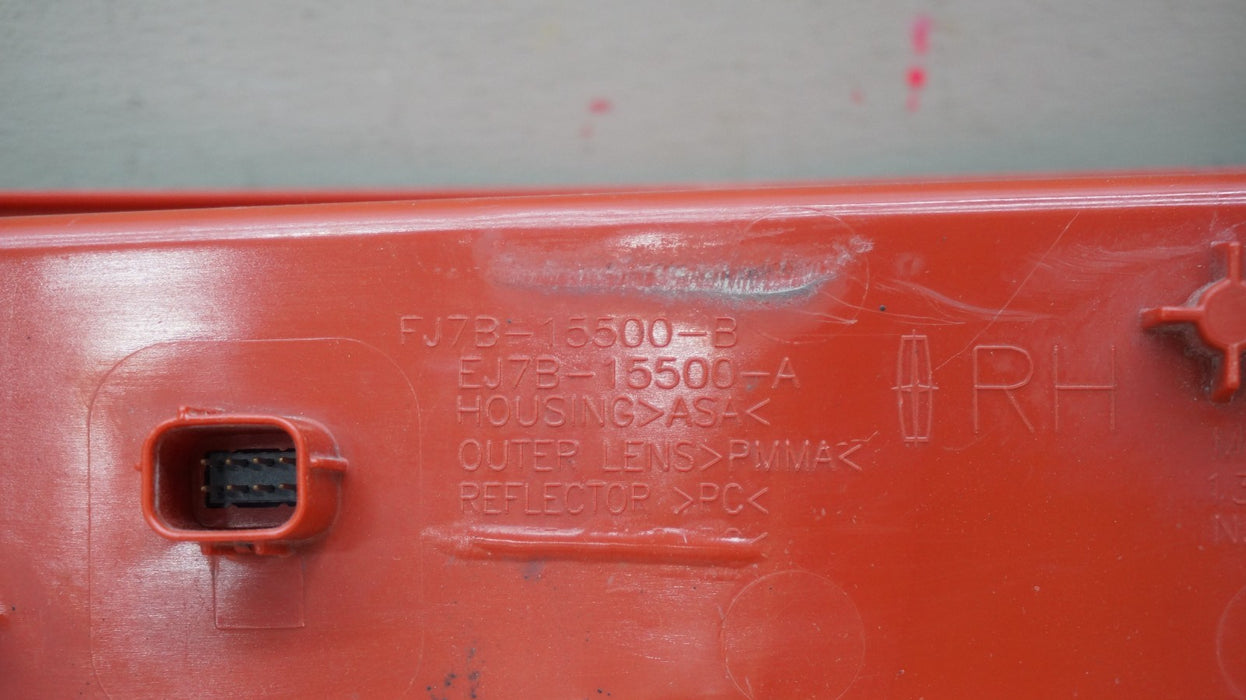 FJ7B-15500-B
EJ7B-15500-A
HOUSING>ASA<
OUTER LENS>PMMA<
REFLECTOR >PC<
RH